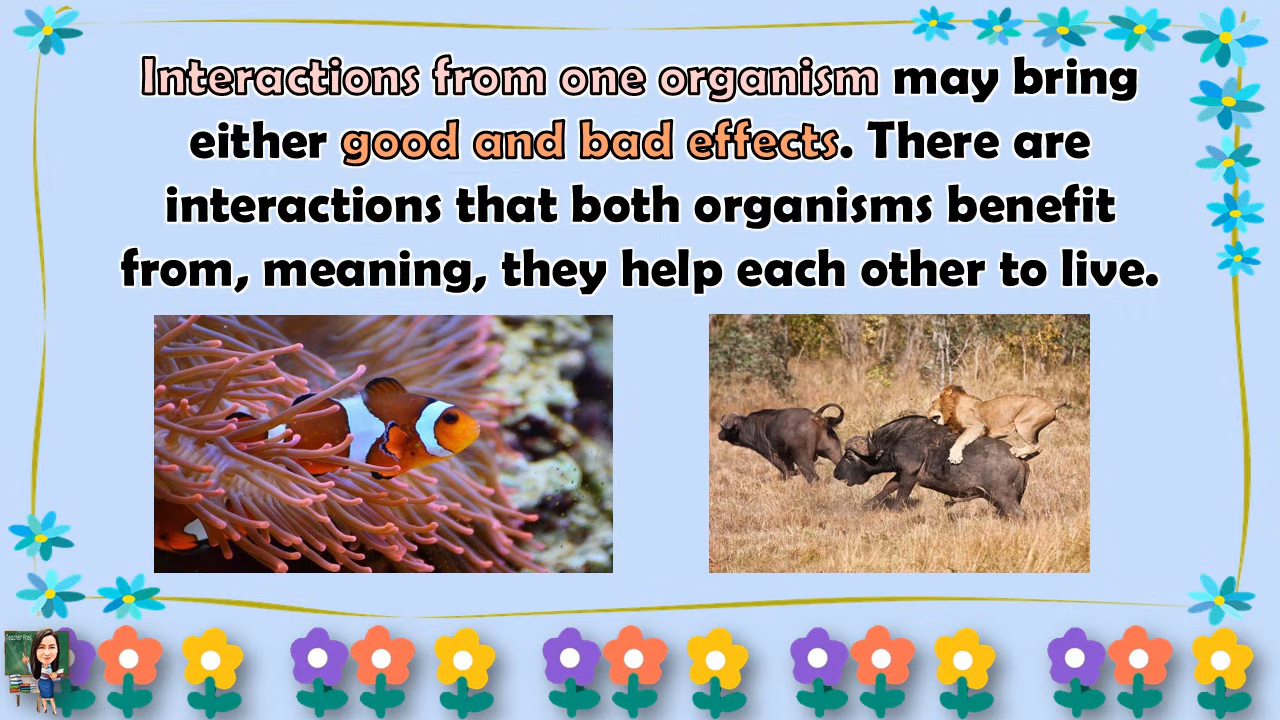 Interactions from one organism may bring
either good and bad effects. There are
interactions that both organisms benefit
from, meaning, they help each other to live.